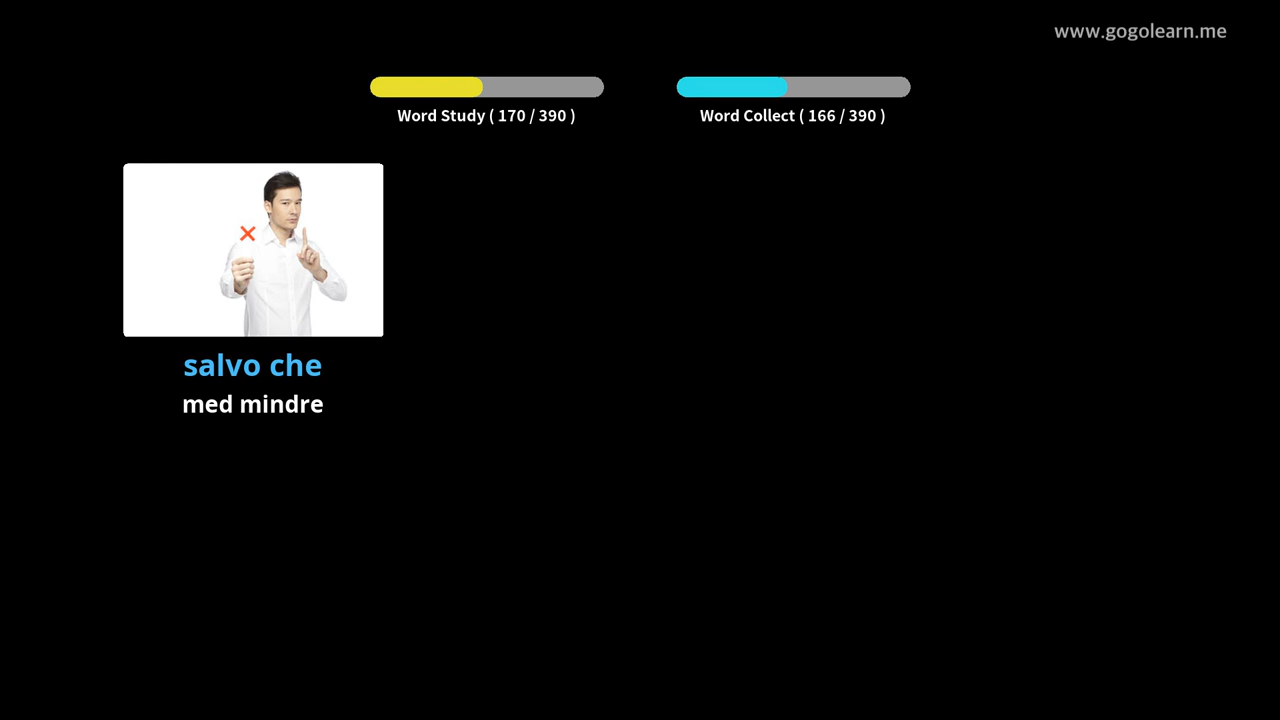 www.gogolearn.me
Word Study ( 170 / 390 )
Word Collect ( 166 / 390 )
salvo che
med mindre